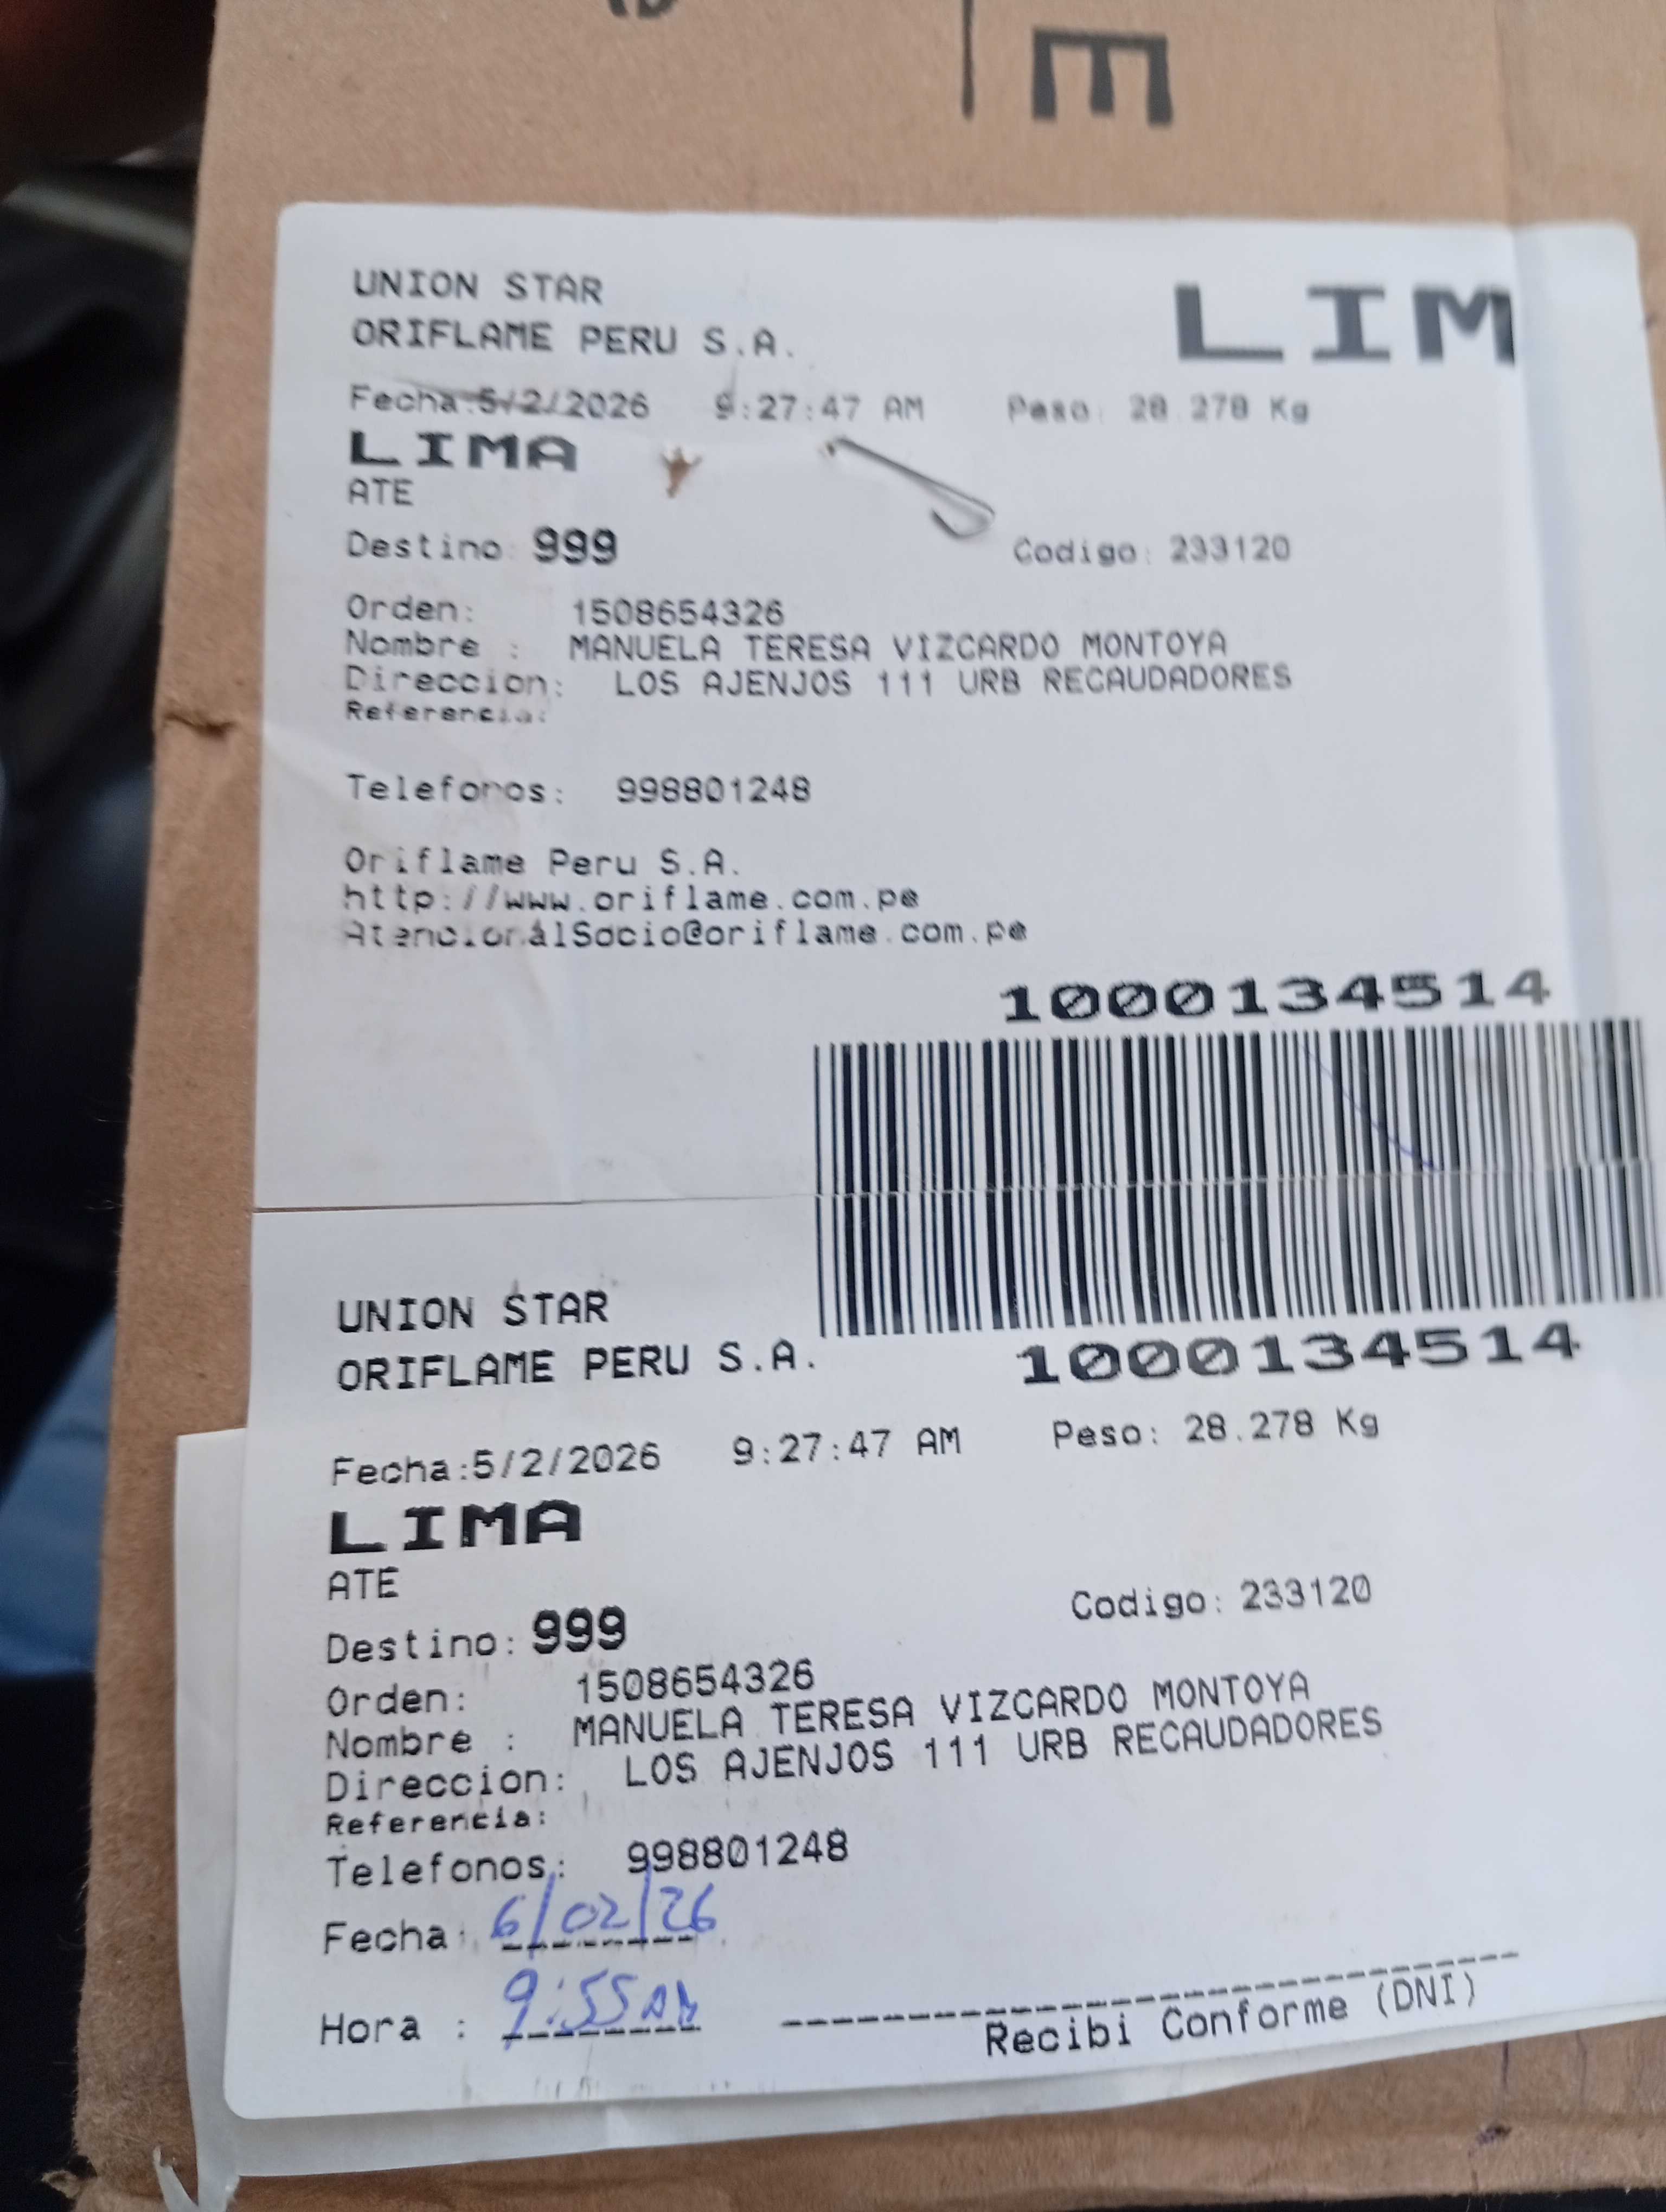 E
UNION STAR
LIM
ORIFLAME PERU S.A.
Fecha:5/2/2026 9:27:47 AM Peso: 28.278 Kg
LIMA
ATE
Destino: 999 Codigo: 233120
Orden: 1508654326
Nombre : MANUELA TERESA VIZCARDO MONTOYA
Direccion: LOS AJENJOS 111 URB RECAUDADORES
Referencia:
Telefonos: 998801248
Oriflame Peru S.A.
http://www.oriflame.com.pe
AtencionalSocio@oriflame.com.pe
1000134514
UNION STAR
ORIFLAME PERU S.A.
1000134514
Fecha:5/2/2026 9:27:47 AM Peso: 28.278 Kg
LIMA
ATE
Destino: 999 Codigo: 233120
Orden: 1508654326
Nombre : MANUELA TERESA VIZCARDO MONTOYA
Direccion: LOS AJENJOS 111 URB RECAUDADORES
Referencia:
Telefonos: 998801248
Fecha: 6/02/26
Hora : 9:55 AM
Recibi Conforme (DNI)